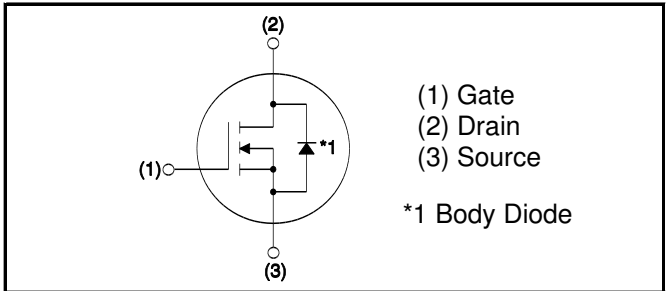 (2)
(1)
*1
(3)
(1) Gate
(2) Drain
(3) Source
*1 Body Diode